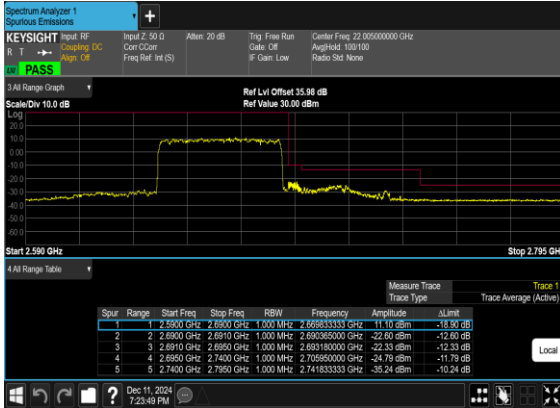 Spectrum Analyzer 1
Spurious Emissions
+
KEYSIGHT Input: RF Input Z: 50 Ω Atten: 20 dB Trig: Free Run Center Freq: 22.005000000 GHz
R T Coupling: DC Corr CCorr Gate: Off Avg|Hold: 100/100
Align: Off Freq Ref: Int (S) IF Gain: Low Radio Std: None
PASS
3 All Range Graph Ref Lvl Offset 35.98 dB
Scale/Div 10.0 dB Ref Value 30.00 dBm
Log
20.0
10.0
0.00
-10.0
-20.0
-30.0
-40.0
-50.0
-60.0
Start 2.590 GHz Stop 2.795 GH
4 All Range Table
Measure Trace Trace 1
Trace Type Trace Average (Active)
Spur Range Start Freq Stop Freq RBW Frequency Amplitude ΔLimit
1 1 2.5900 GHz 2.6900 GHz 1.000 MHz 2.669833333 GHz 11.10 dBm -18.90 dB
2 2 2.6900 GHz 2.6910 GHz 1.000 MHz 2.690365000 GHz -22.60 dBm -12.60 dB
3 3 2.6910 GHz 2.6950 GHz 1.000 MHz 2.693180000 GHz -22.33 dBm -12.33 dB
4 4 2.6950 GHz 2.7400 GHz 1.000 MHz 2.705950000 GHz -24.79 dBm -11.79 dB
5 5 2.7400 GHz 2.7950 GHz 1.000 MHz 2.741833333 GHz -35.24 dBm -10.24 dB
Local
? Dec 11, 2024
7:23:49 PM